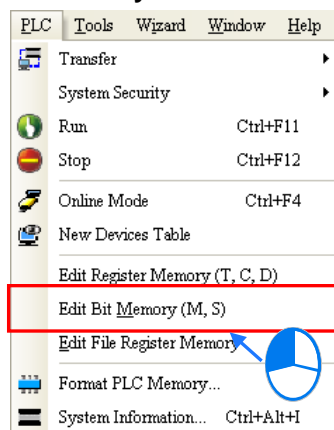 PLC Tools Wizard Window Help
Transfer
System Security
Run Ctrl+F11
Stop Ctrl+F12
Online Mode Ctrl+F4
New Devices Table
Edit Register Memory (T, C, D)
Edit Bit Memory (M, S)
Edit File Register Memory
Format PLC Memory...
System Information... Ctrl+Alt+I